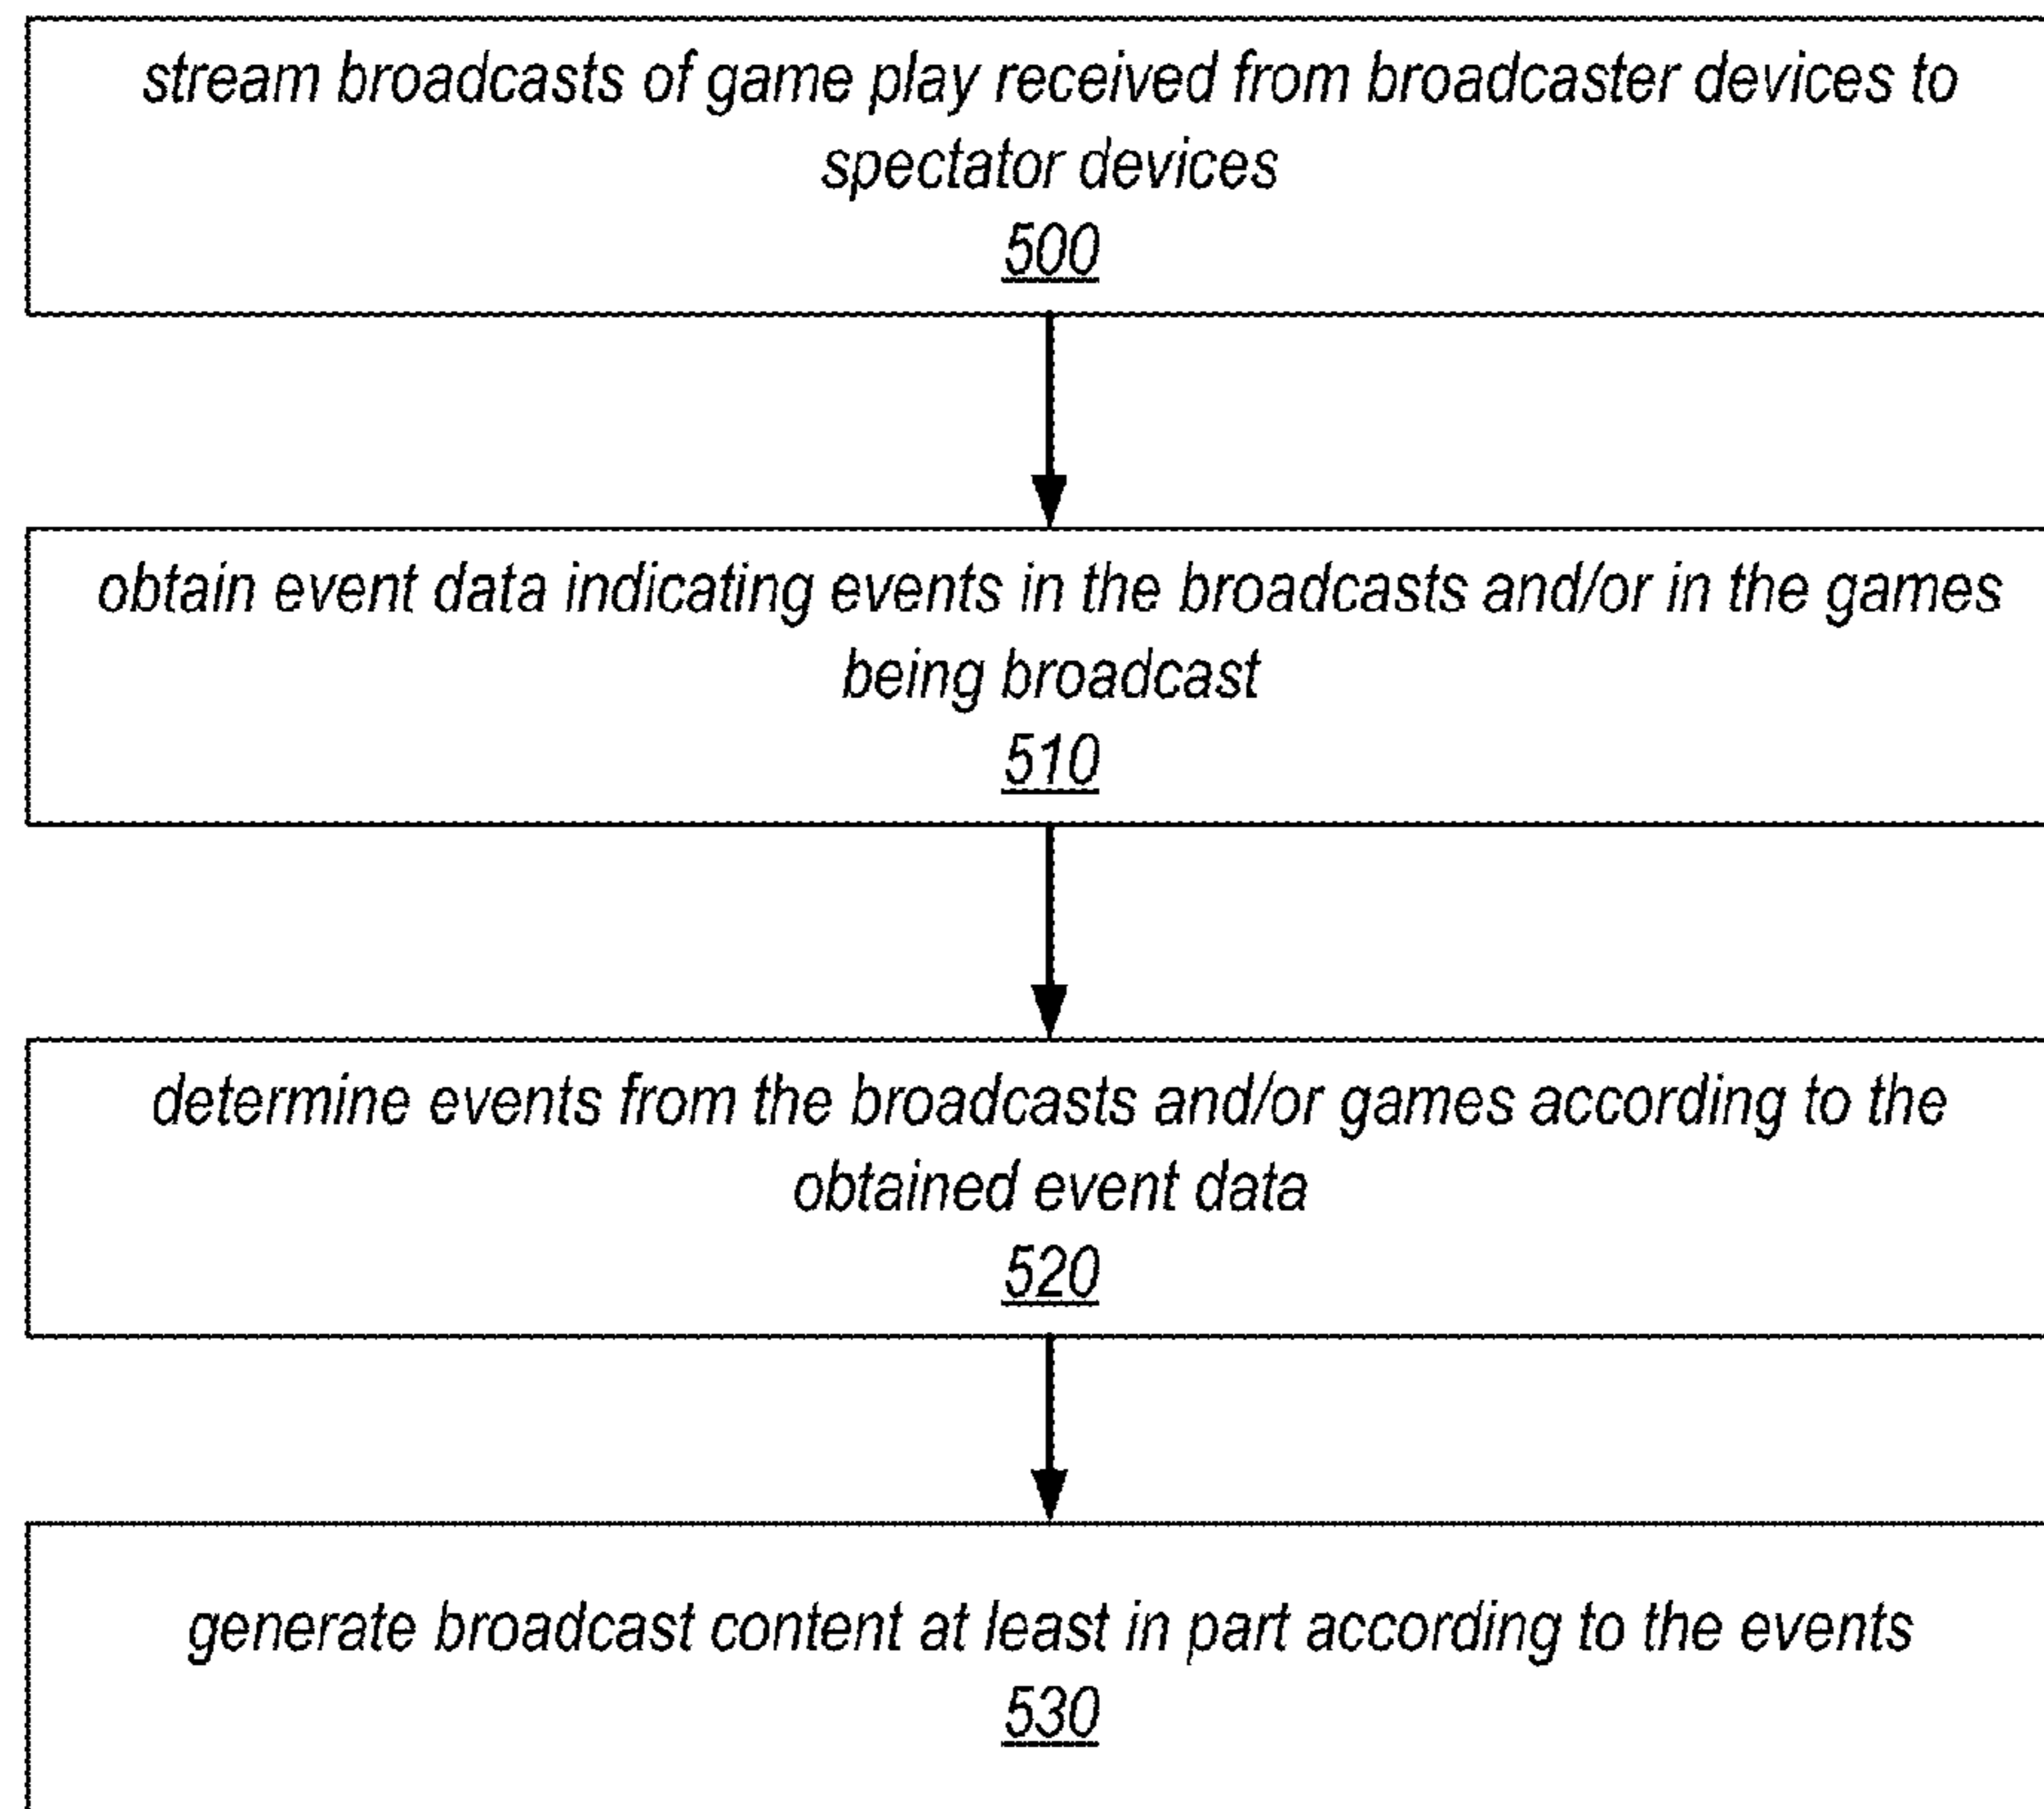 stream broadcasts of game play received from broadcaster devices to
spectator devices
500
obtain event data indicating events in the broadcasts and/or in the games
being broadcast
510
determine events from the broadcasts and/or games according to the
obtained event data
520
generate broadcast content at least in part according to the events
530